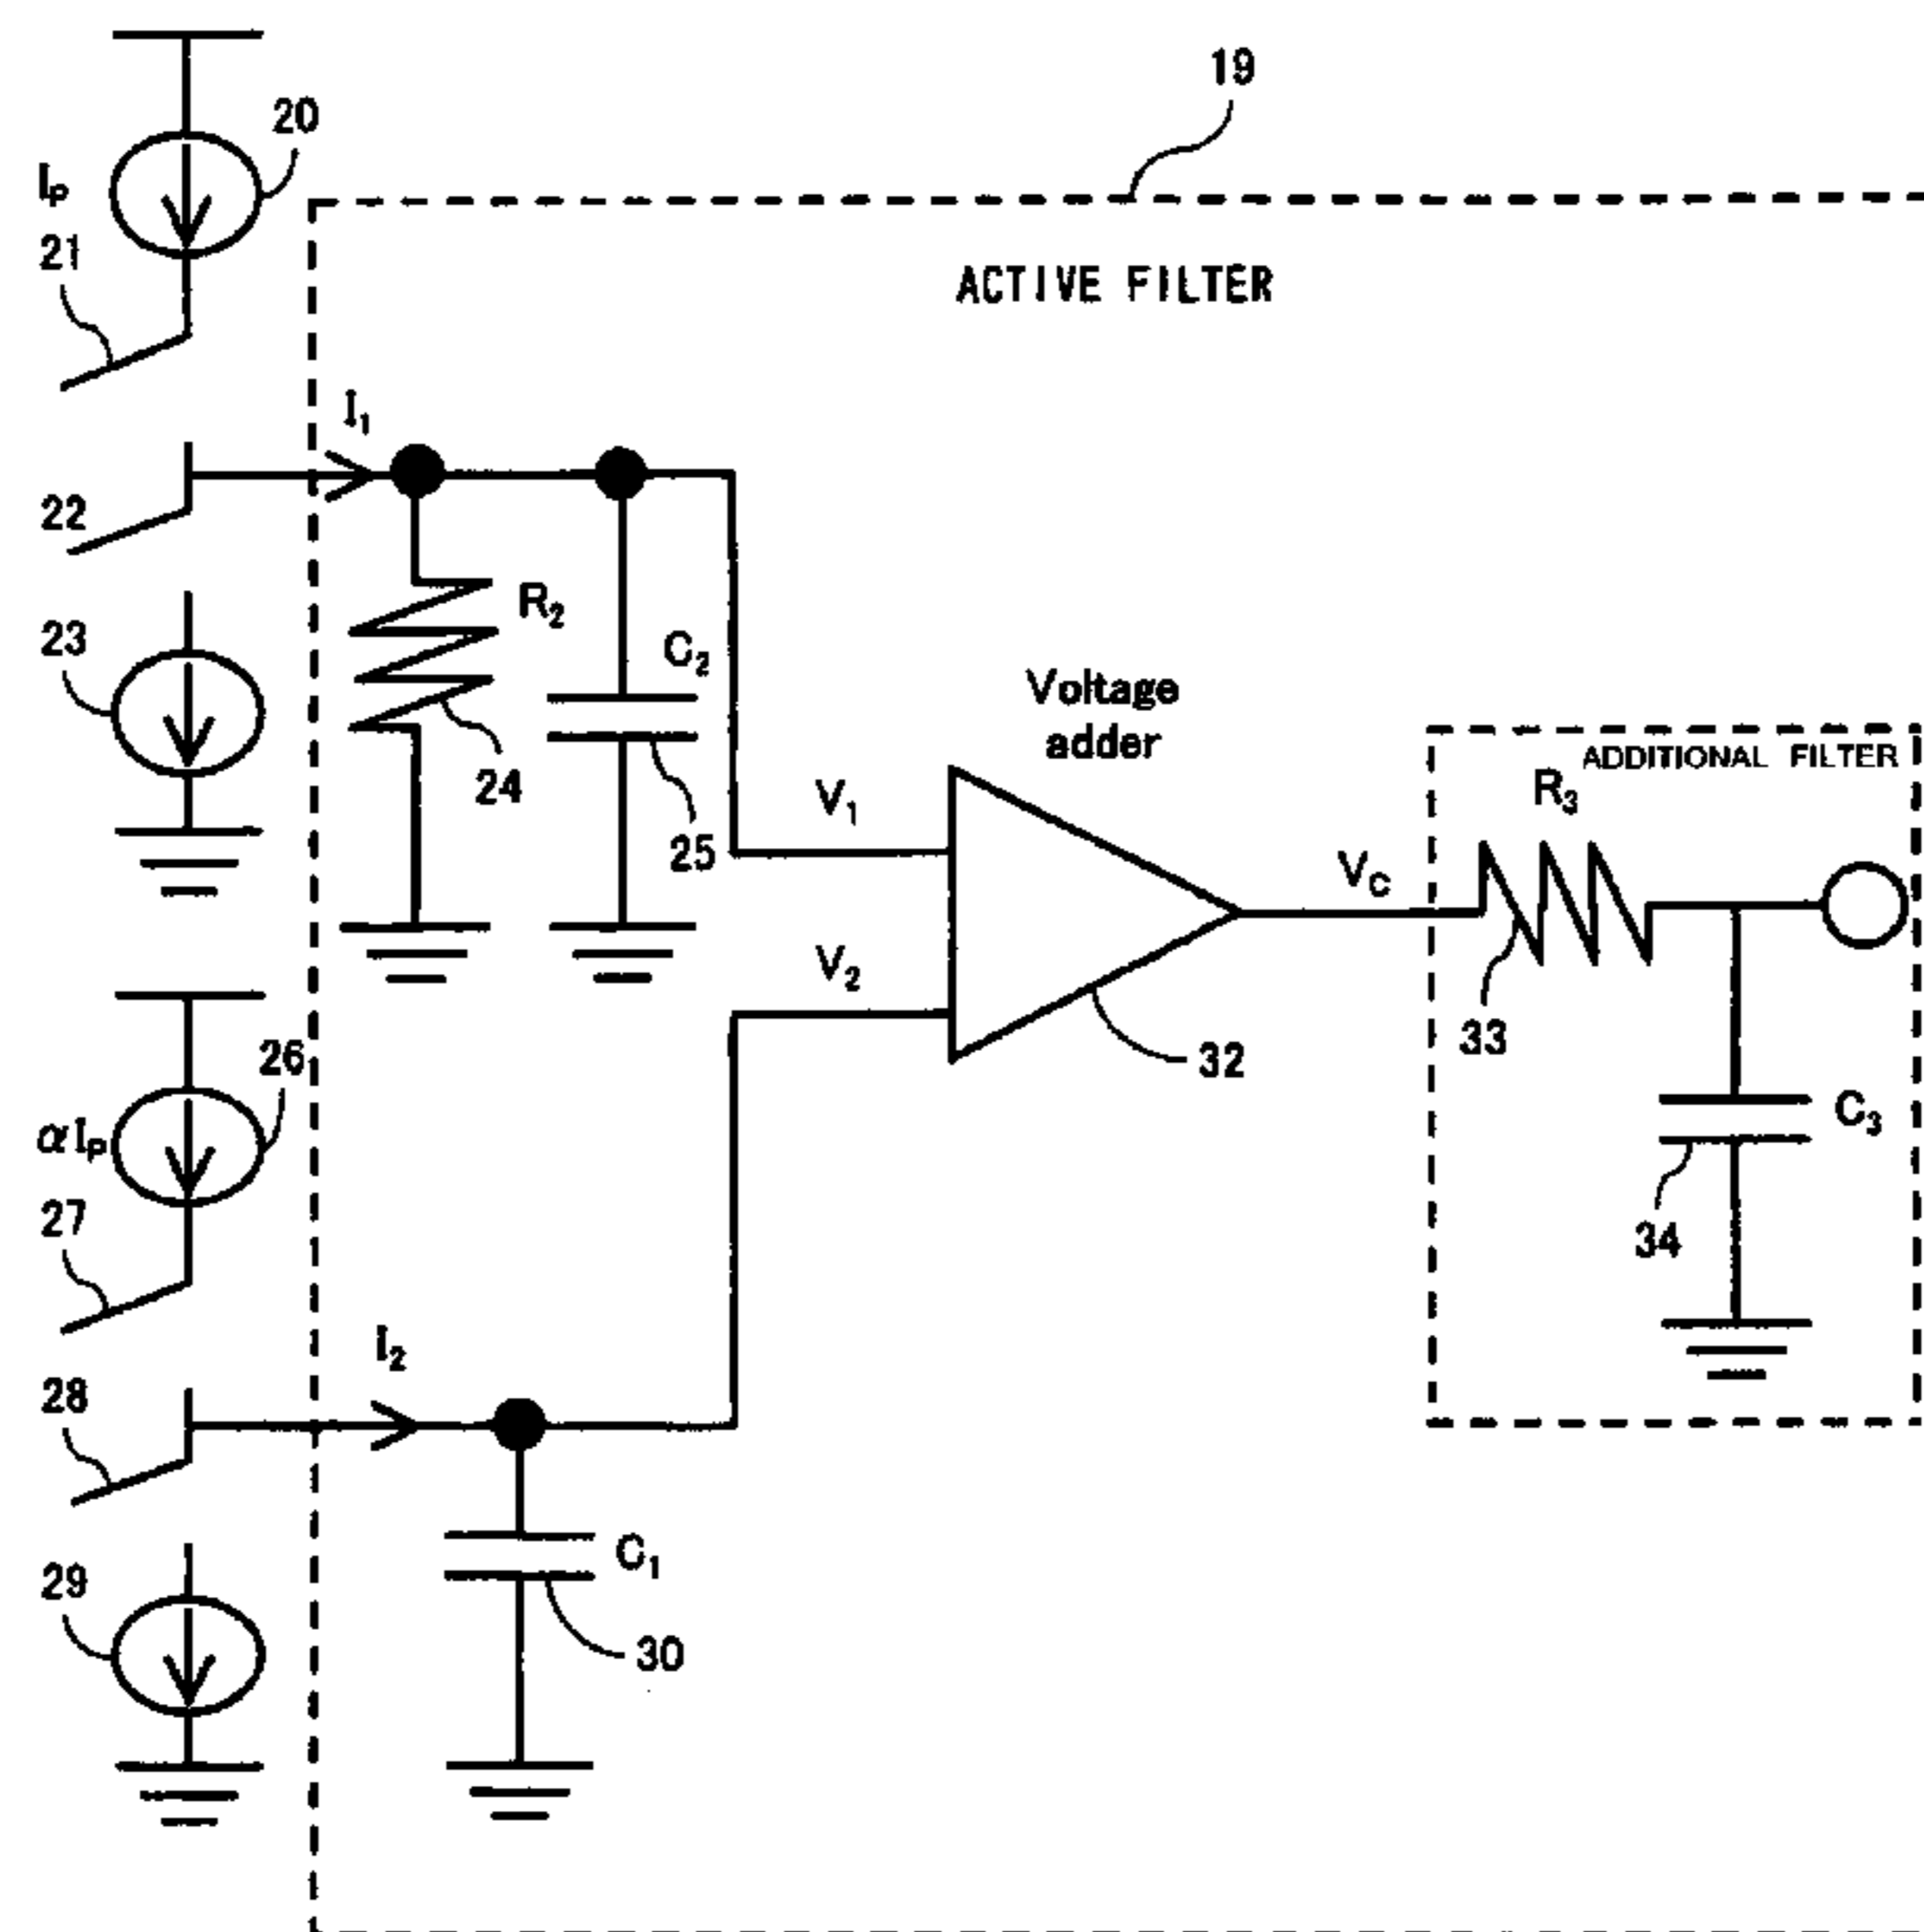 19
20
Iₚ
21
ACTIVE FILTER
I₁
22
R₂
23
C₂
Voltage
adder
24
ADDITIONAL FILTER
R₃
V₁
25
V_C
V₂
26
33
32
αIₚ
C₃
27
34
I₂
28
C₁
29
30